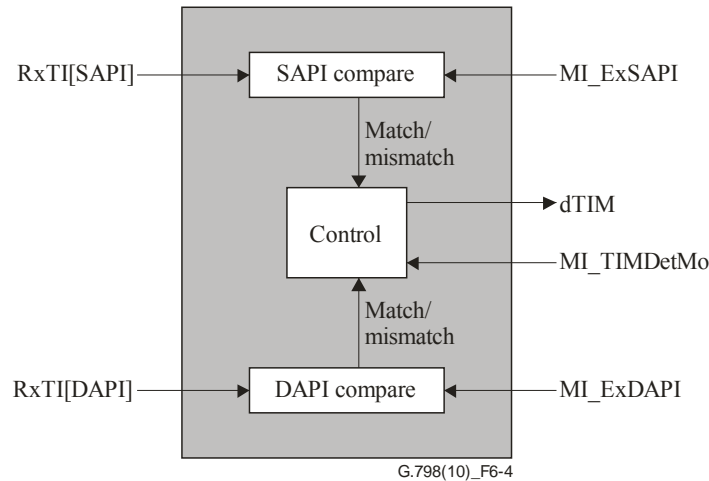 RxTI[SAPI]
SAPI compare
MI_ExSAPI
Match/
mismatch
Control
dTIM
MI_TIMDetMo
Match/
mismatch
RxTI[DAPI]
DAPI compare
MI_ExDAPI
G.798(10)_F6-4